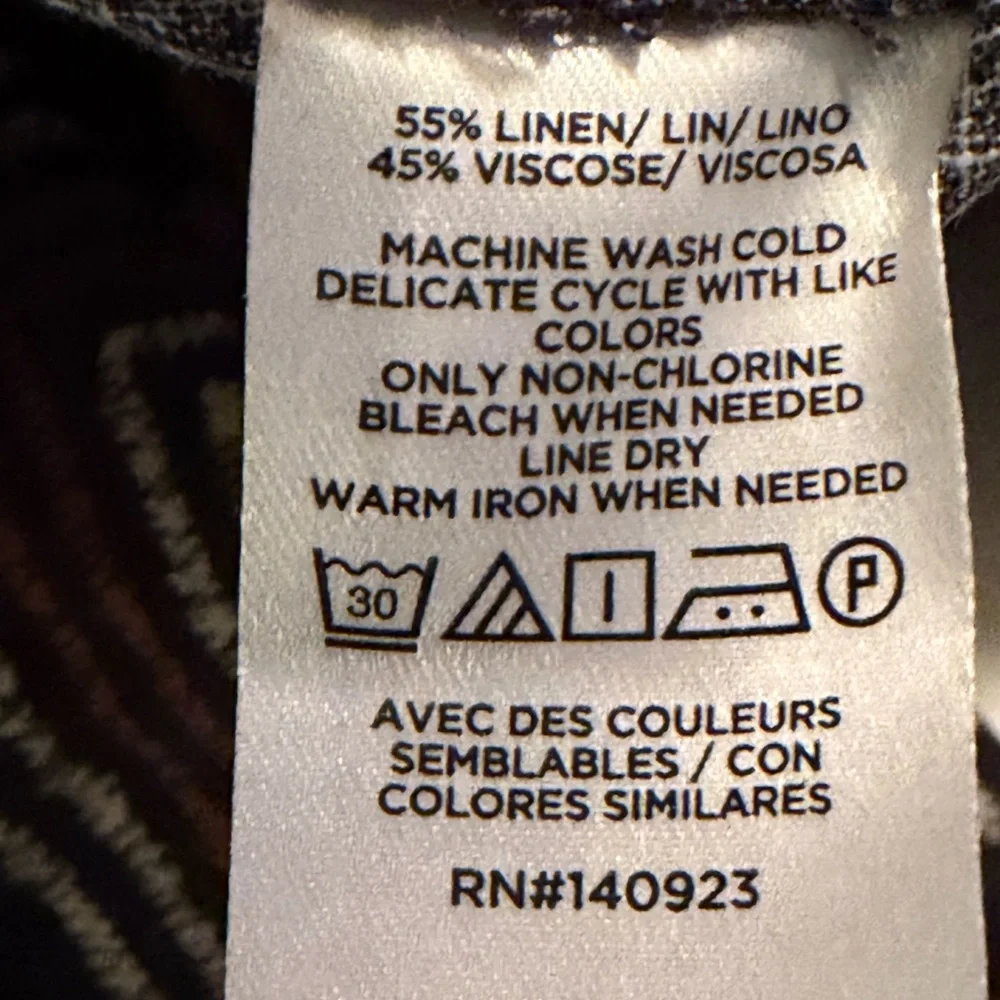 55% LINEN/ LIN/ LINO
45% VISCOSE/ VISCOSA
MACHINE WASH COLD
DELICATE CYCLE WITH LIKE
COLORS
ONLY NON-CHLORINE
BLEACH WHEN NEEDED
LINE DRY
WARM IRON WHEN NEEDED
30 P
AVEC DES COULEURS
SEMBLABLES / CON
COLORES SIMILARES
RN#140923